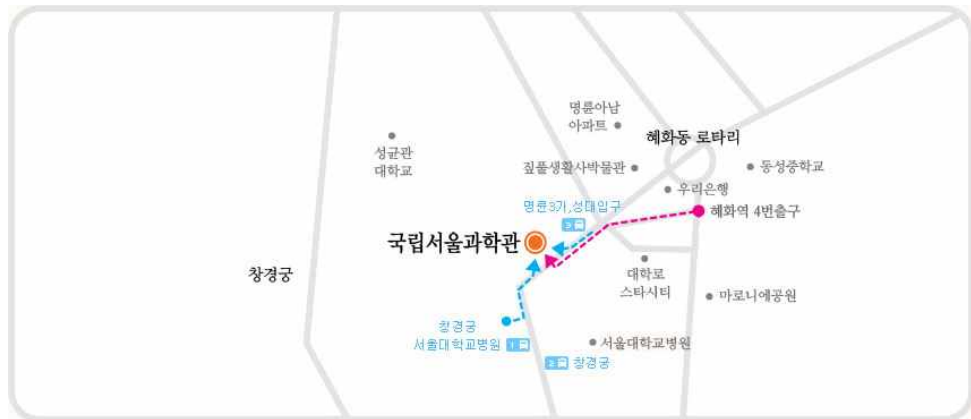 명륜아남
아파트
혜화동 로타리
성균관
대학교
짚풀생활사박물관
동성중학교
우리은행
명륜3가,성대입구
3
혜화역 4번출구
국립서울과학관
창경궁
대학로
스타시티
마로니에공원
창경궁
서울대학교병원 1
서울대학교병원
2 창경궁